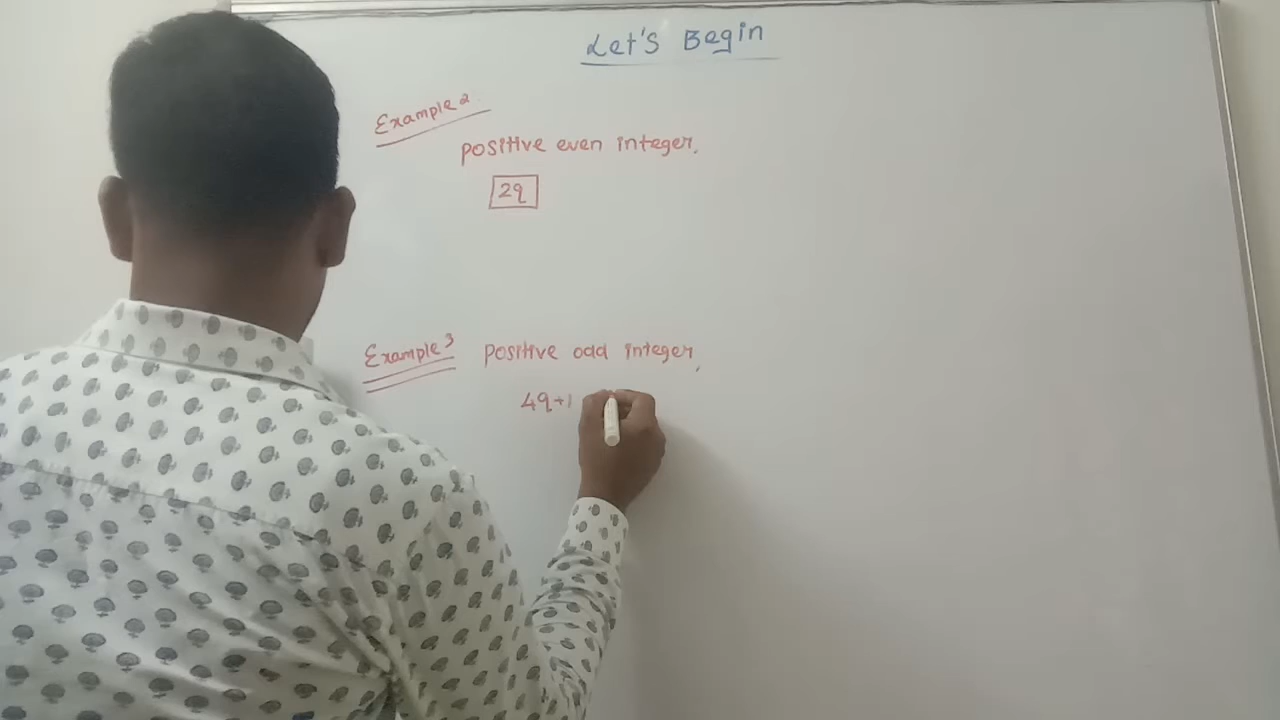 Let's Begin
Example 2.
positive even integer,
2q
Example 3 positive odd integer,
4q+1